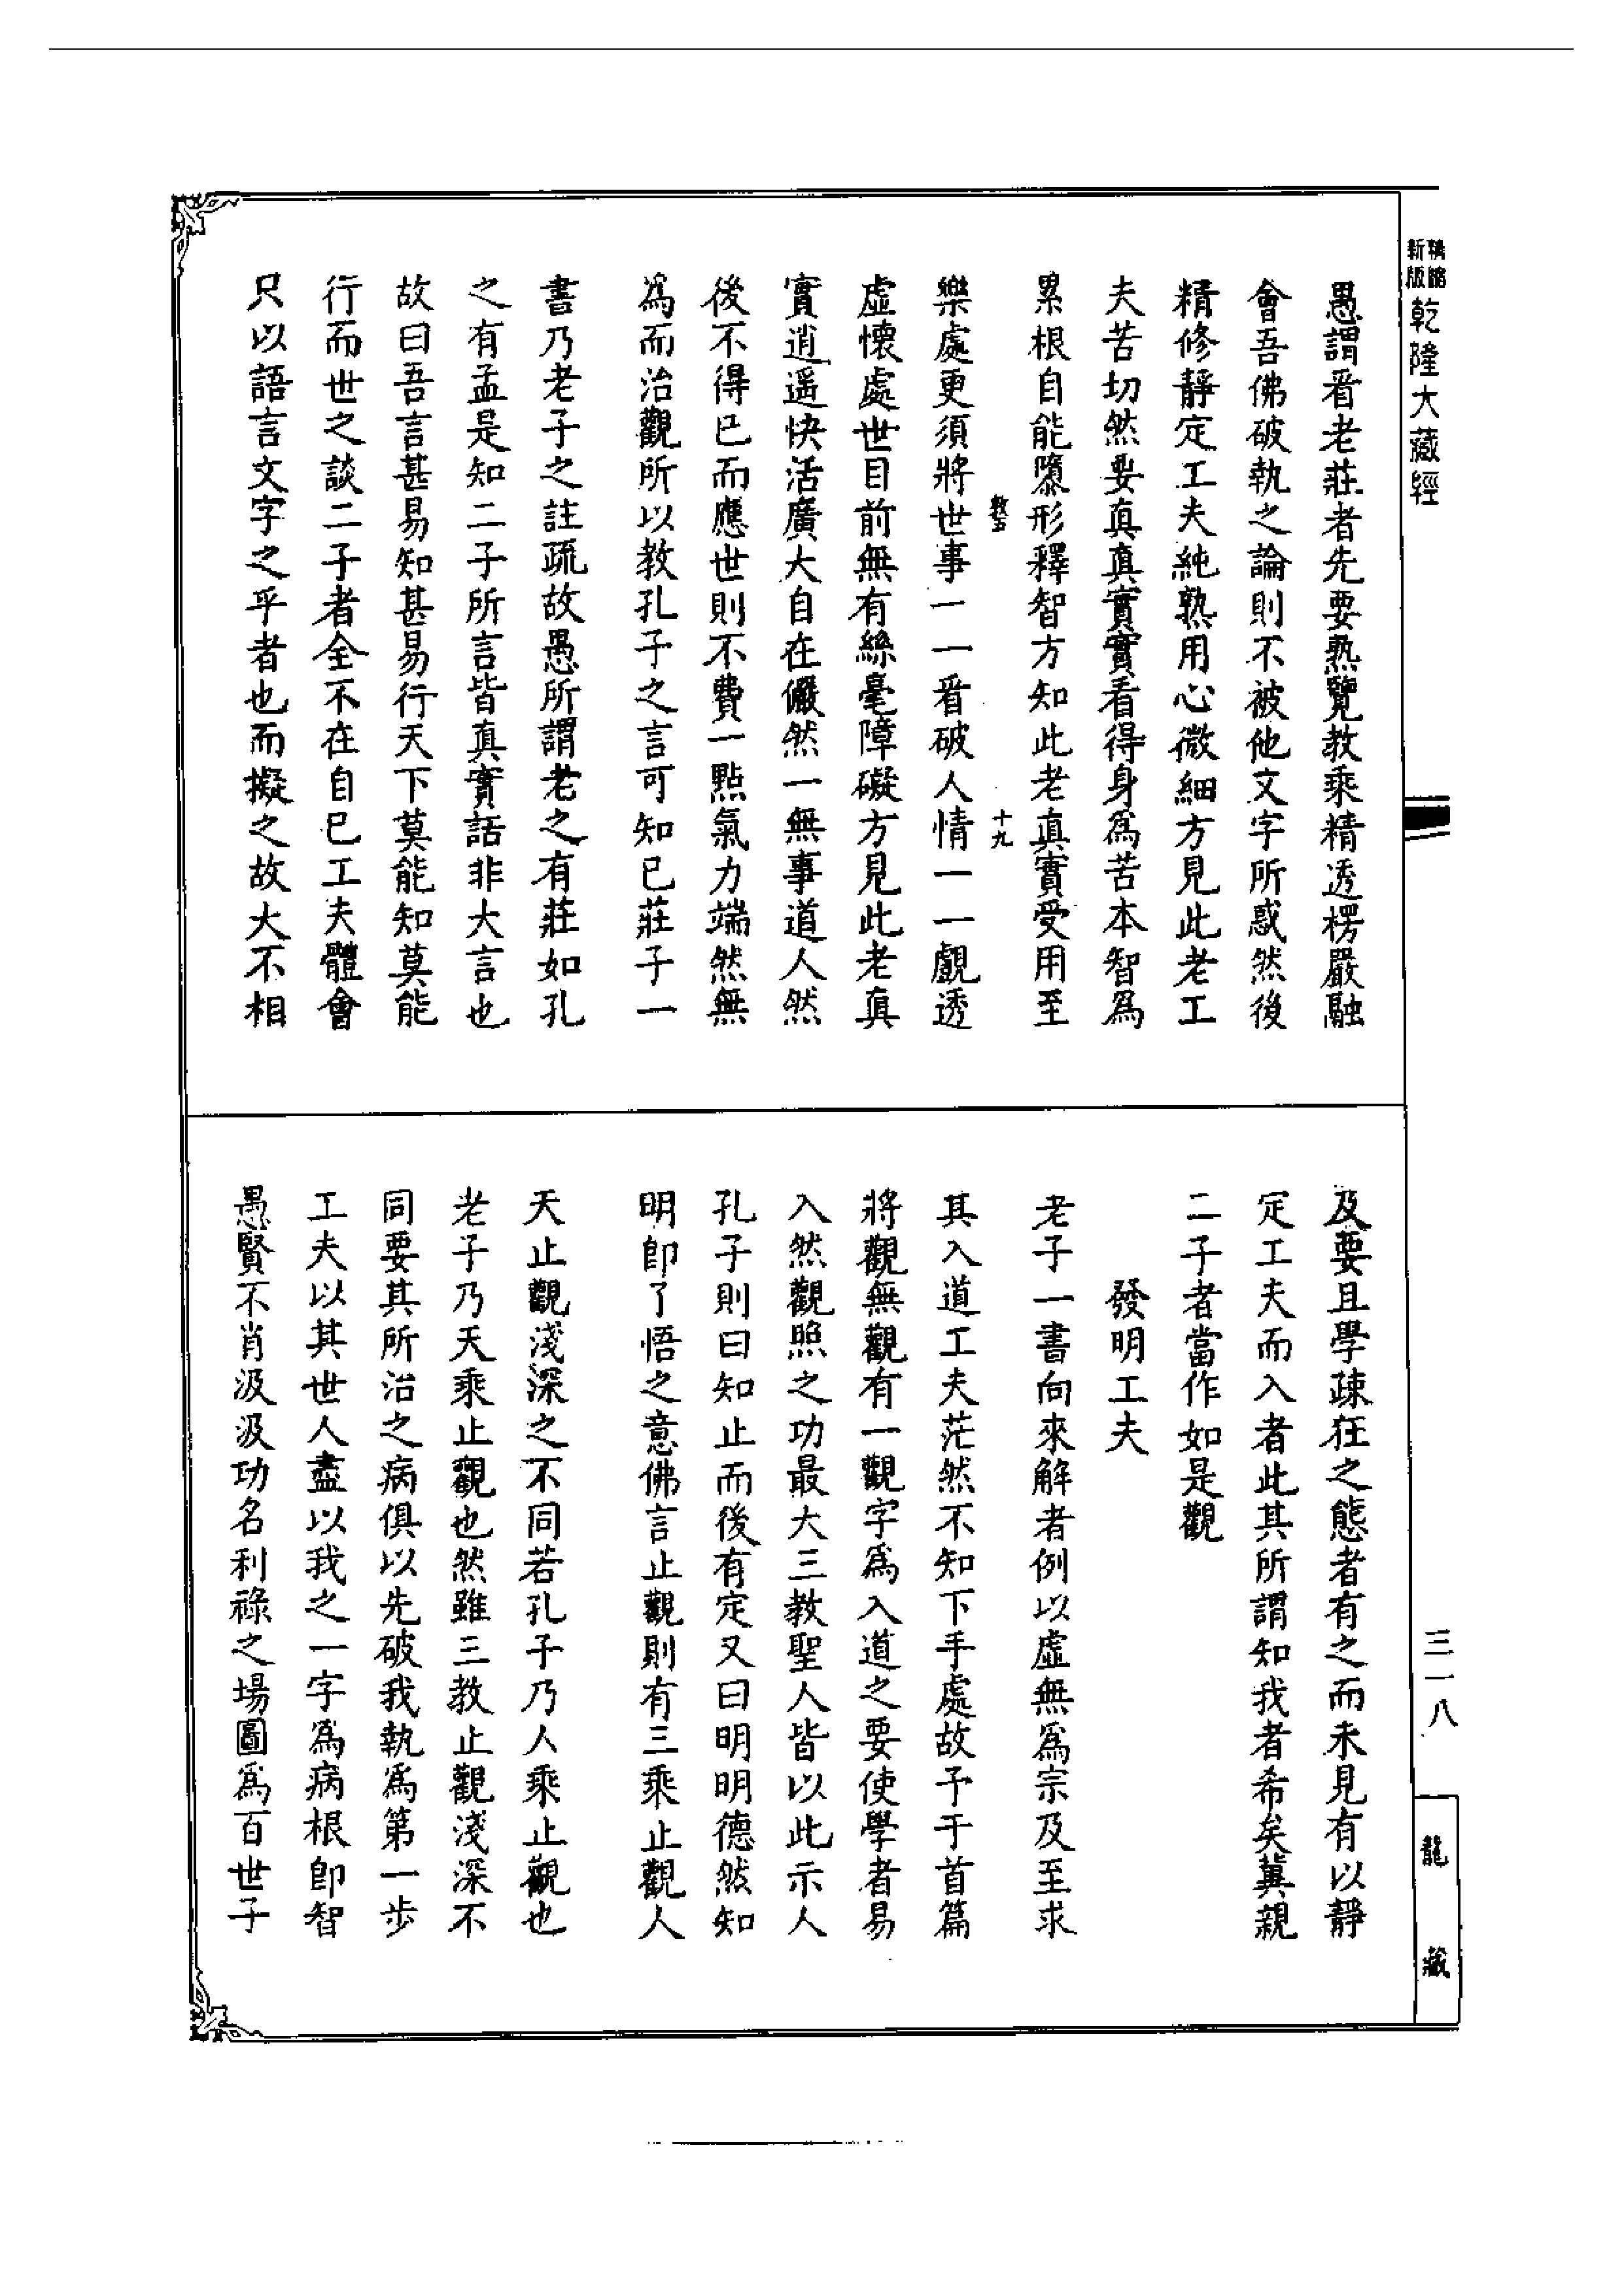 精縮
新版
乾隆大藏經
愚謂看老莊者先要熟覽教乘精透楞嚴融
會吾佛破執之論則不被他文字所惑然後
精修靜定工夫純熟用心微細方見此老工
夫苦切然要真真實實看得身為苦本智為
累根自能隳形釋智方知此老真實受用至
敦五 十九
樂處更須將世事一一看破人情一一覷透
虛懷處世目前無有絲毫障礙方見此老真
實逍遙快活廣大自在儼然一無事道人然
後不得已而應世則不費一點氣力端然無
為而治觀所以教孔子之言可知已莊子一
書乃老子之註疏故愚所謂老之有莊如孔
之有孟是知二子所言皆真實話非大言也
故曰吾言甚易知甚易行天下莫能知莫能
行而世之談二子者全不在自己工夫體會
只以語言文字之乎者也而擬之故大不相
及要且學疎狂之態者有之而未見有以靜
定工夫而入者此其所謂知我者希矣冀親
二子者當作如是觀
發明工夫
老子一書向來解者例以虛無為宗及至求
其入道工夫茫然不知下手處故予于首篇
將觀無觀有一觀字為入道之要使學者易
入然觀照之功最大三教聖人皆以此示人
孔子則曰知止而後有定又曰明明德然知
明即了悟之意佛言止觀則有三乘止觀人
天止觀淺深之不同若孔子乃人乘止觀也
老子乃天乘止觀也然雖三教止觀淺深不
同要其所治之病俱以先破我執為第一步
工夫以其世人盡以我之一字為病根即智
愚賢不肖汲汲功名利祿之場圖為百世子
三一八
龍藏